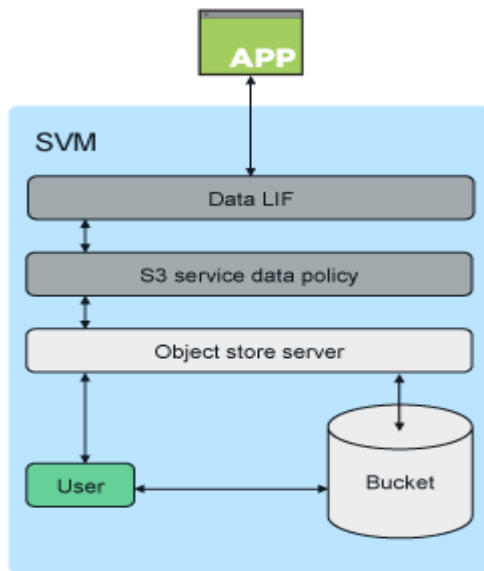 APP
SVM
Data LIF
S3 service data policy
Object store server
User
Bucket